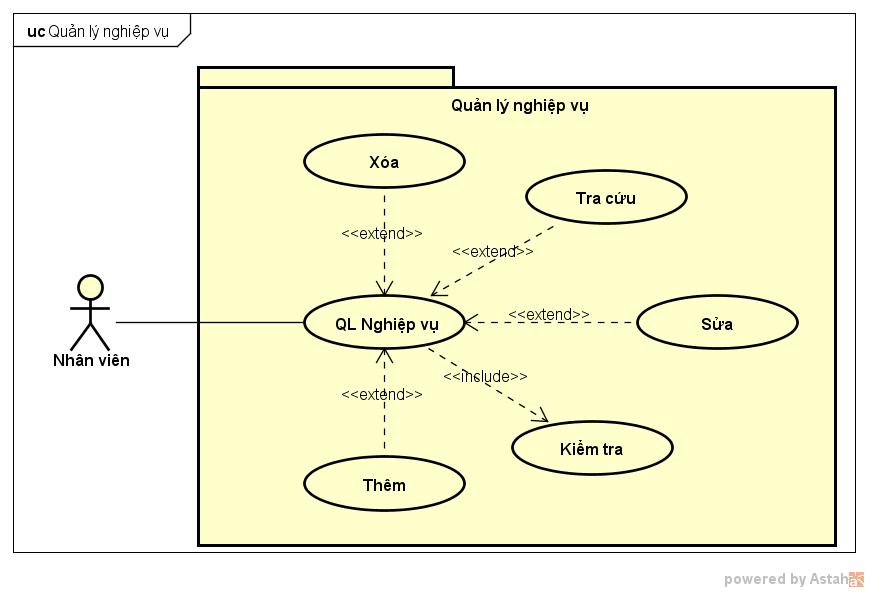 uc Quản lý nghiệp vụ
Quản lý nghiệp vụ
Xóa
Tra cứu
<<extend>>
<<extend>>
<<extend>>
QL Nghiệp vụ
Sửa
Nhân viên
<<include>>
<<extend>>
Kiểm tra
Thêm
powered by Astah